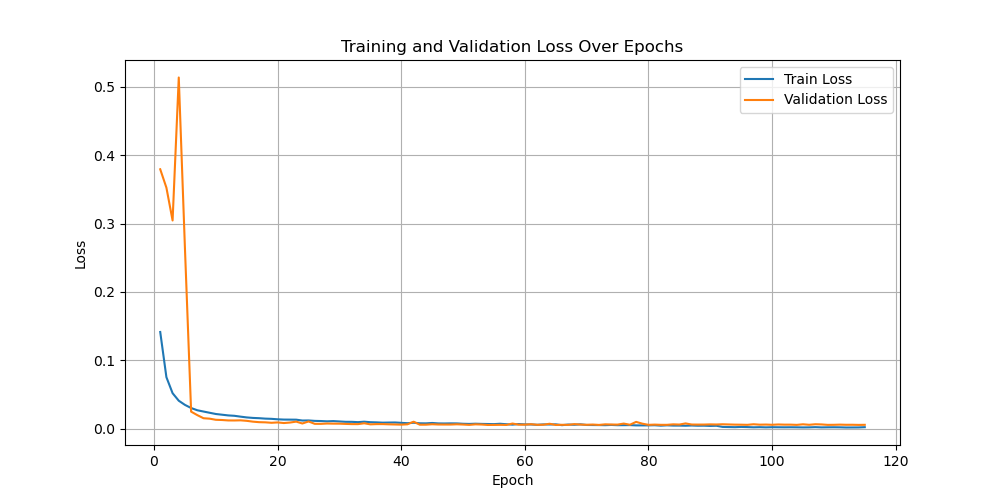 Training and Validation Loss Over Epochs
Train Loss
Validation Loss
0.5
0.4
0.3
0.2
0.1
0.0
Loss
0 20 40 60 80 100 120
Epoch